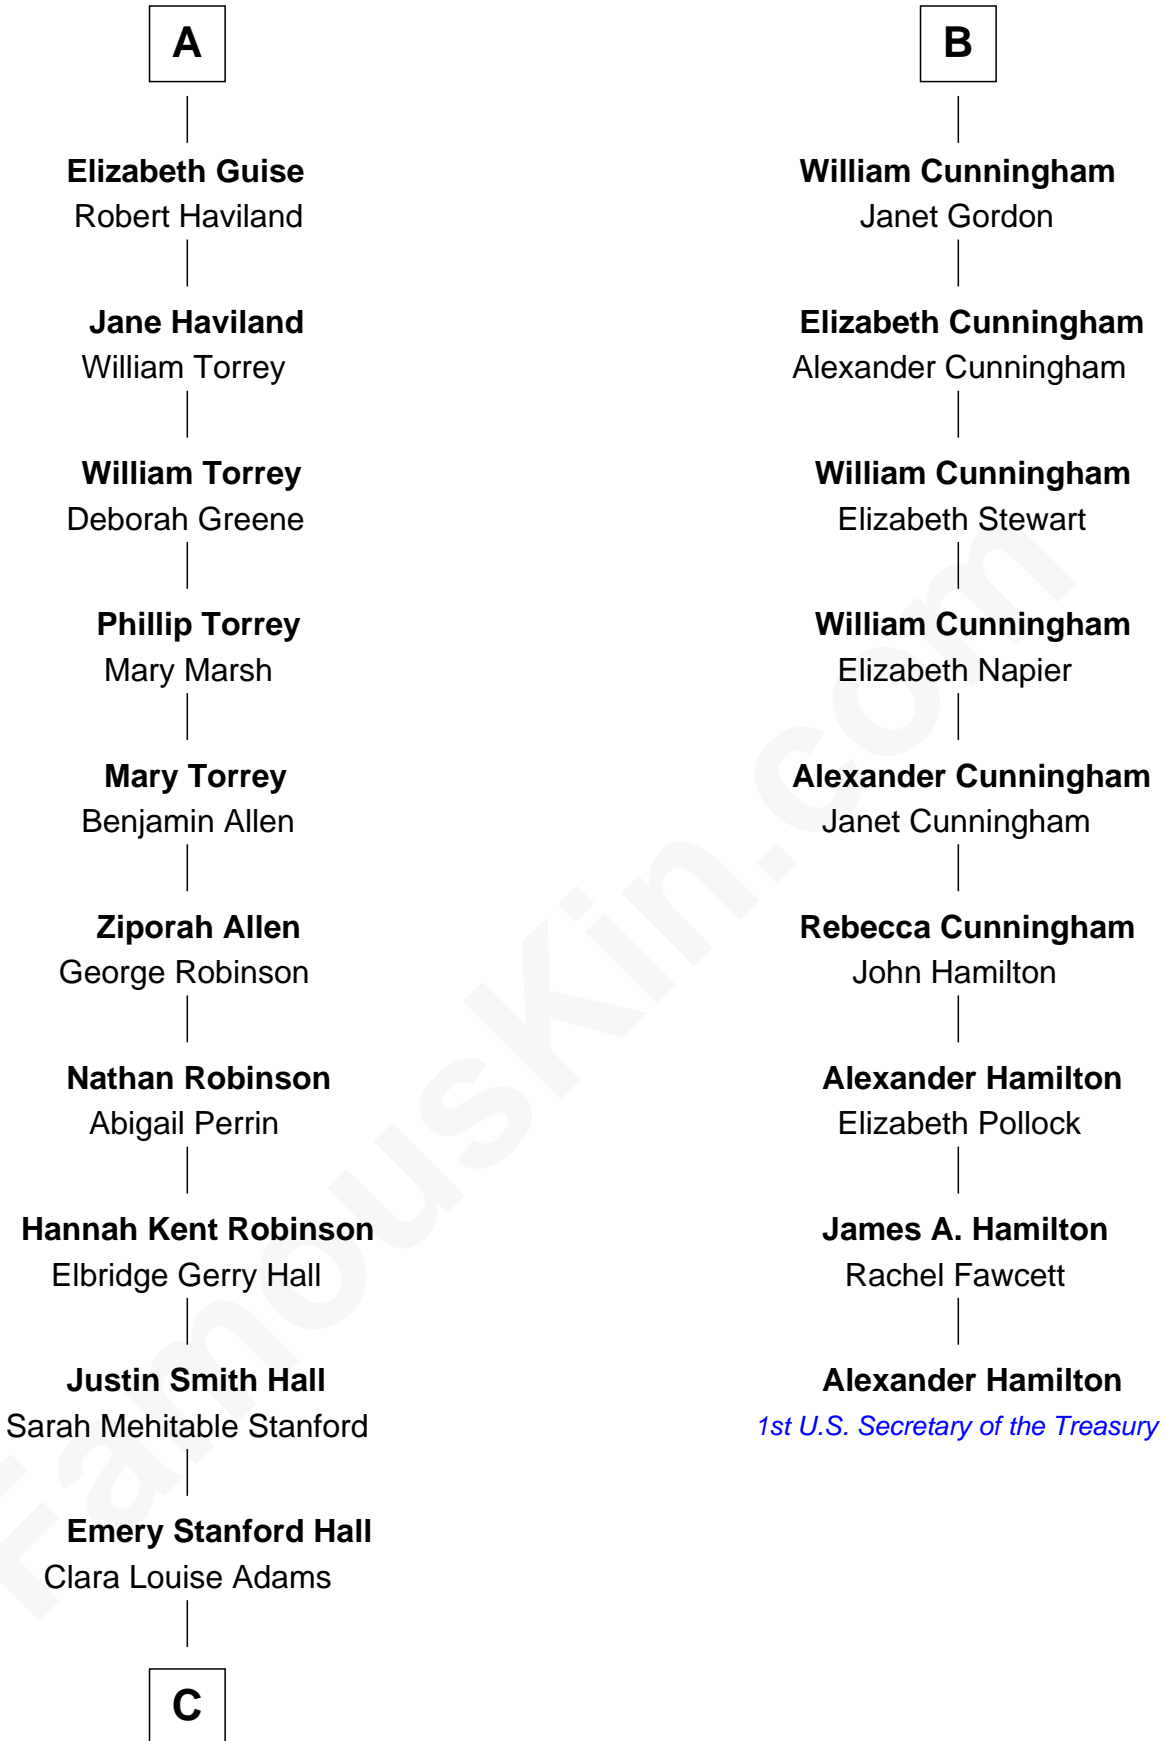 A
Elizabeth Guise
Robert Haviland
Jane Haviland
William Torrey
William Torrey
Deborah Greene
Phillip Torrey
Mary Marsh
Mary Torrey
Benjamin Allen
Ziporah Allen
George Robinson
Nathan Robinson
Abigail Perrin
Hannah Kent Robinson
Elbridge Gerry Hall
Justin Smith Hall
Sarah Mehitable Stanford
Emery Stanford Hall
Clara Louise Adams
C
B
William Cunningham
Janet Gordon
Elizabeth Cunningham
Alexander Cunningham
William Cunningham
Elizabeth Stewart
William Cunningham
Elizabeth Napier
Alexander Cunningham
Janet Cunningham
Rebecca Cunningham
John Hamilton
Alexander Hamilton
Elizabeth Pollock
James A. Hamilton
Rachel Fawcett
Alexander Hamilton
1st U.S. Secretary of the Treasury
FamousKin.com